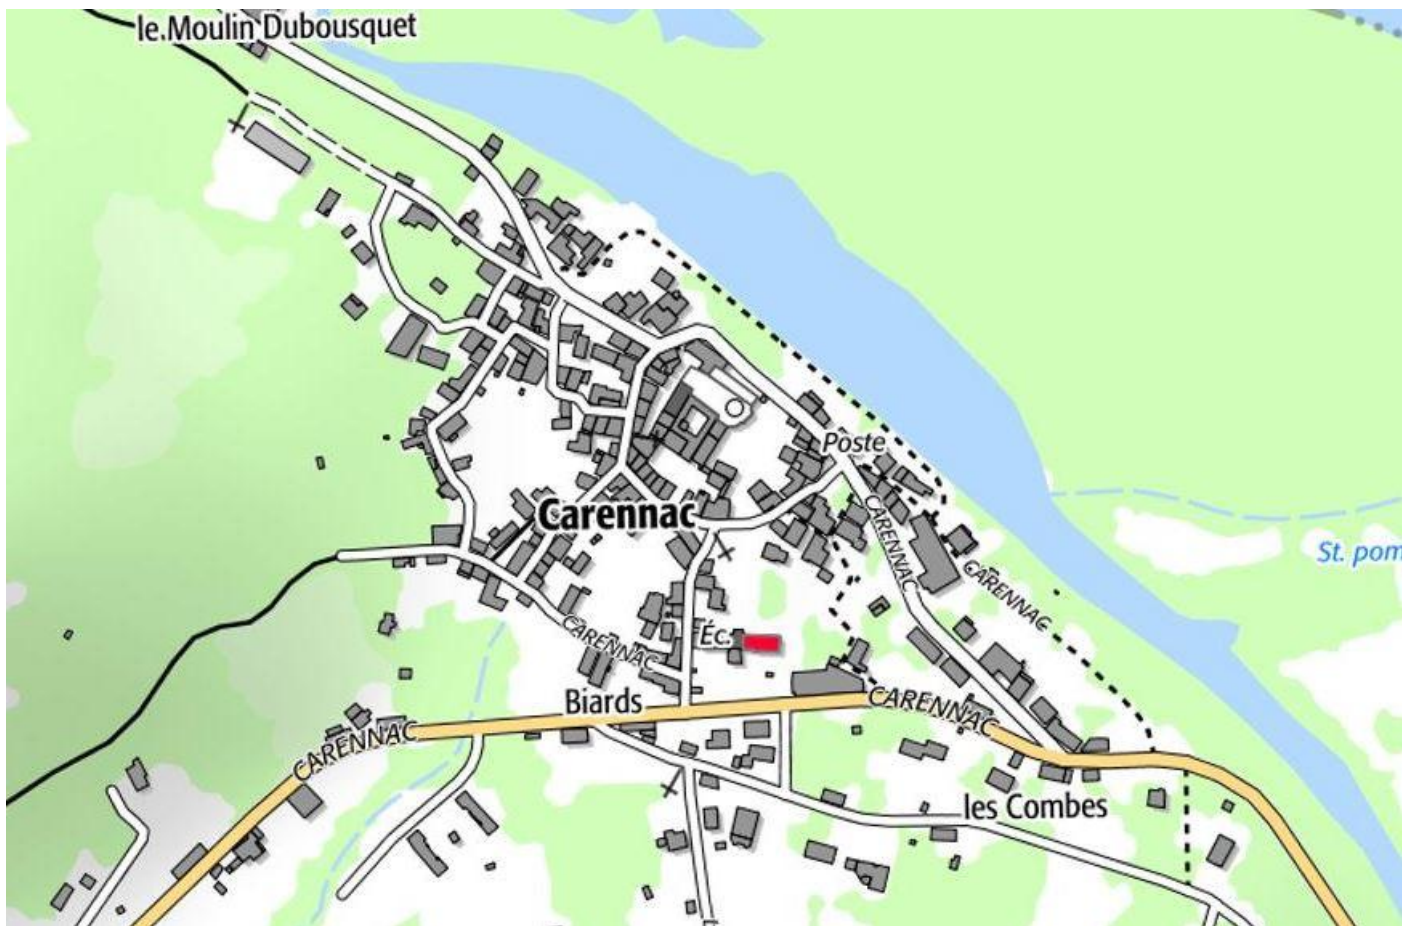 le Moulin Dubousquet
Poste
CARENNAC
Carennac
St. pom
CARENNAC
CARENNAC
Éc.
Biards
CARENNAC
CARENNAC
les Combes